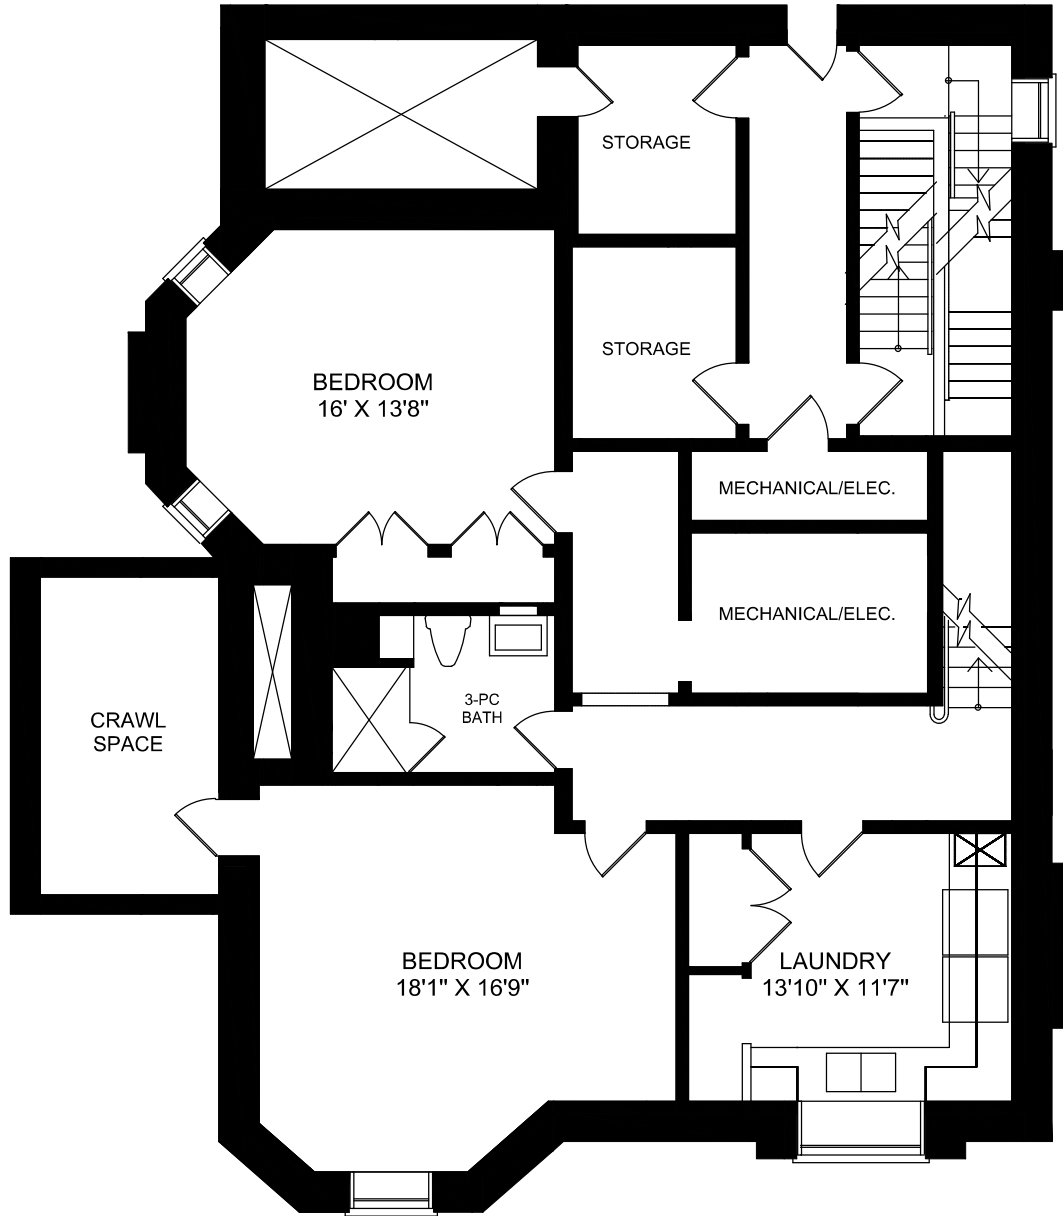 STORAGE
STORAGE
BEDROOM
16' X 13'8"
MECHANICAL/ELEC.
MECHANICAL/ELEC.
3-PC
BATH
CRAWL
SPACE
BEDROOM
18'1" X 16'9"
LAUNDRY
13'10" X 11'7"